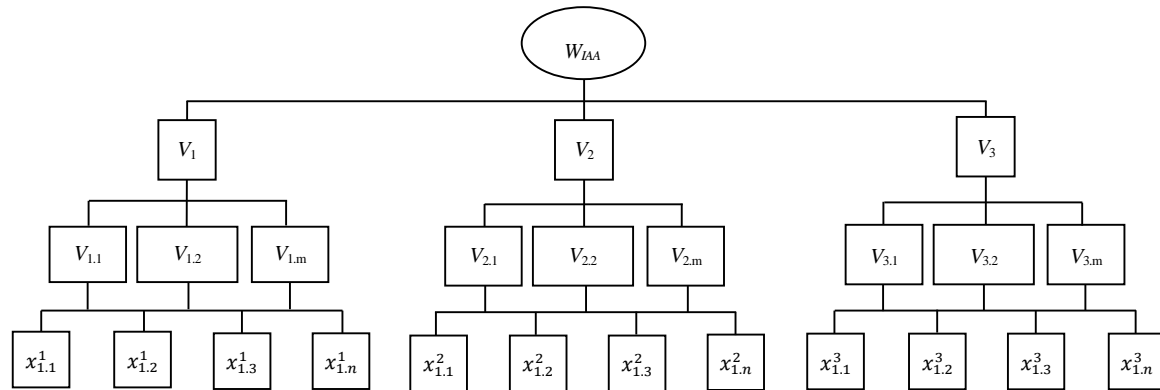 W_IAA
V_1 V_2 V_3
V_1.1 V_1.2 V_1.m V_2.1 V_2.2 V_2.m V_3.1 V_3.2 V_3.m
x^1_1.1 x^1_1.2 x^1_1.3 x^1_1.n x^2_1.1 x^2_1.2 x^2_1.3 x^2_1.n x^3_1.1 x^3_1.2 x^3_1.3 x^3_1.n